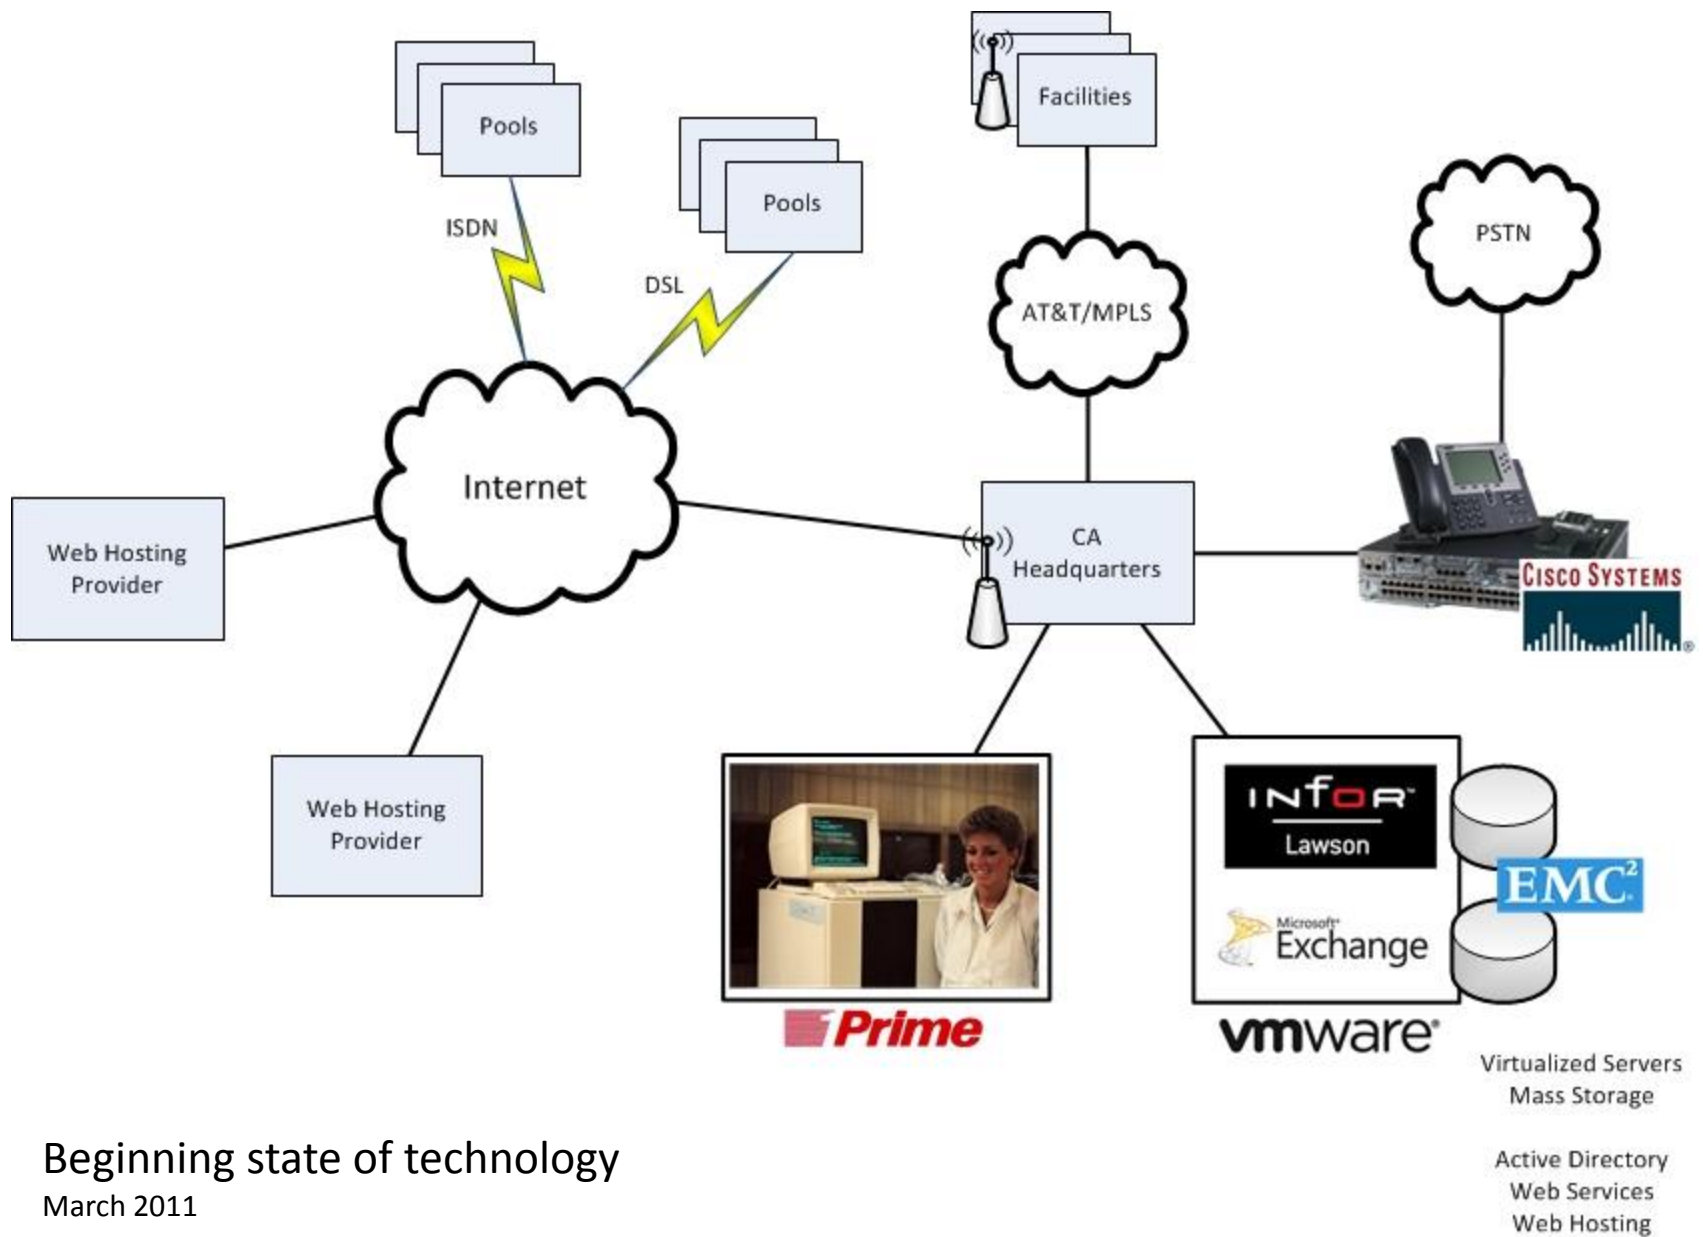 Facilities
Pools
Pools
ISDN
PSTN
DSL
AT&T/MPLS
Internet
CA
Headquarters
Web Hosting
Provider
CISCO SYSTEMS
®
Web Hosting
Provider
INFOR™
Lawson
EMC²
Microsoft®
Exchange
Prime
vmware®
Virtualized Servers
Mass Storage
Active Directory
Web Services
Web Hosting
Beginning state of technology
March 2011